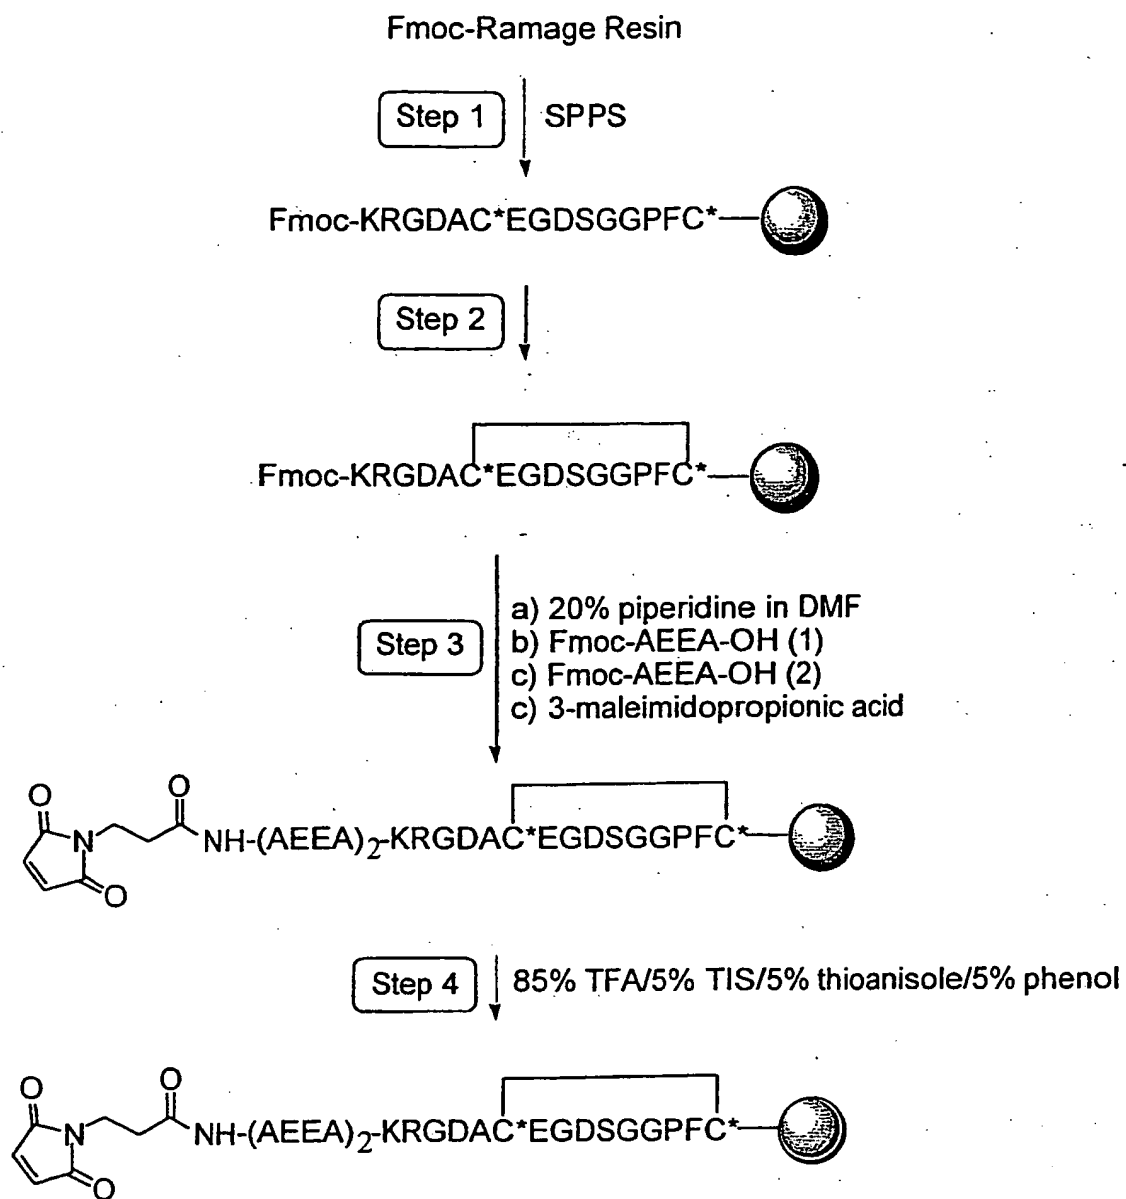 Fmoc-Ramage Resin
Step 1
SPPS
Fmoc-KRGDAC*EGDSGGPFC*
Step 2
Fmoc-KRGDAC*EGDSGGPFC*
Step 3
a) 20% piperidine in DMF
b) Fmoc-AEEA-OH (1)
c) Fmoc-AEEA-OH (2)
c) 3-maleimidopropionic acid
O
O
N
O
NH-(AEEA)2-KRGDAC*EGDSGGPFC*
Step 4
85% TFA/5% TIS/5% thioanisole/5% phenol
O
O
N
O
NH-(AEEA)2-KRGDAC*EGDSGGPFC*